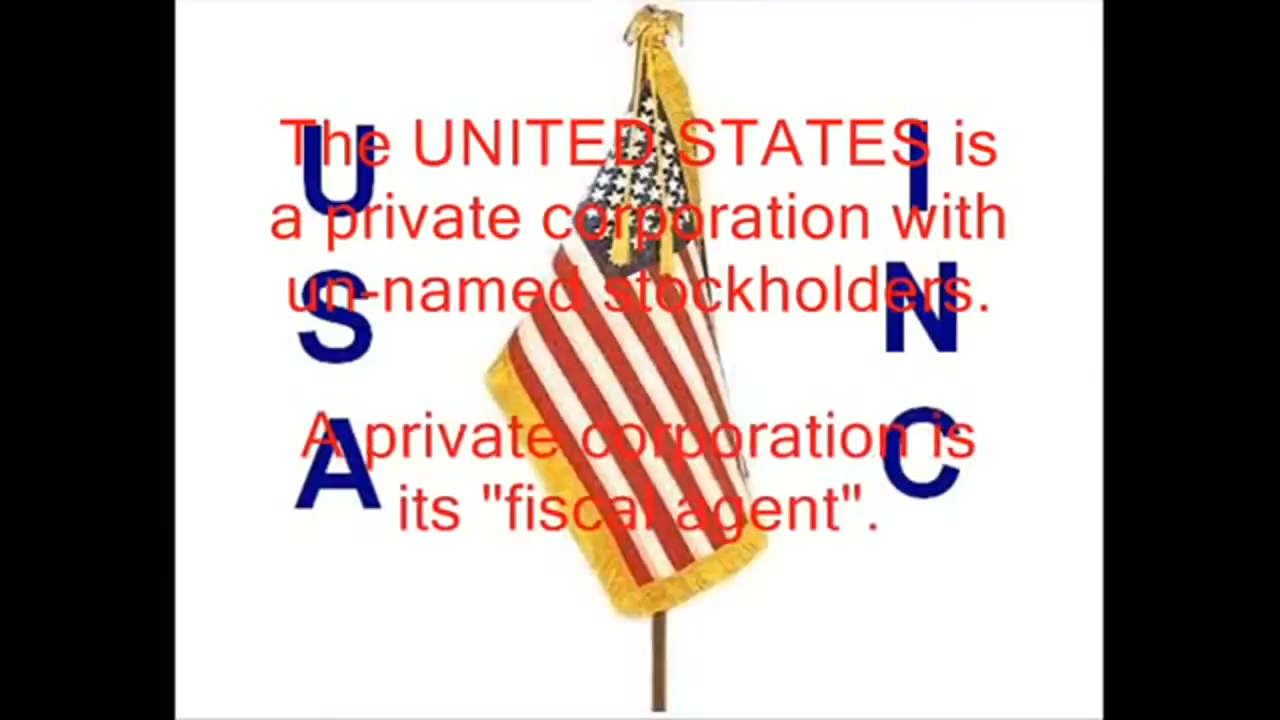 The UNITED STATES is
a private corporation with
un-named stockholders.
A private corporation is
its "fiscal agent".
U
S
A
I
N
C